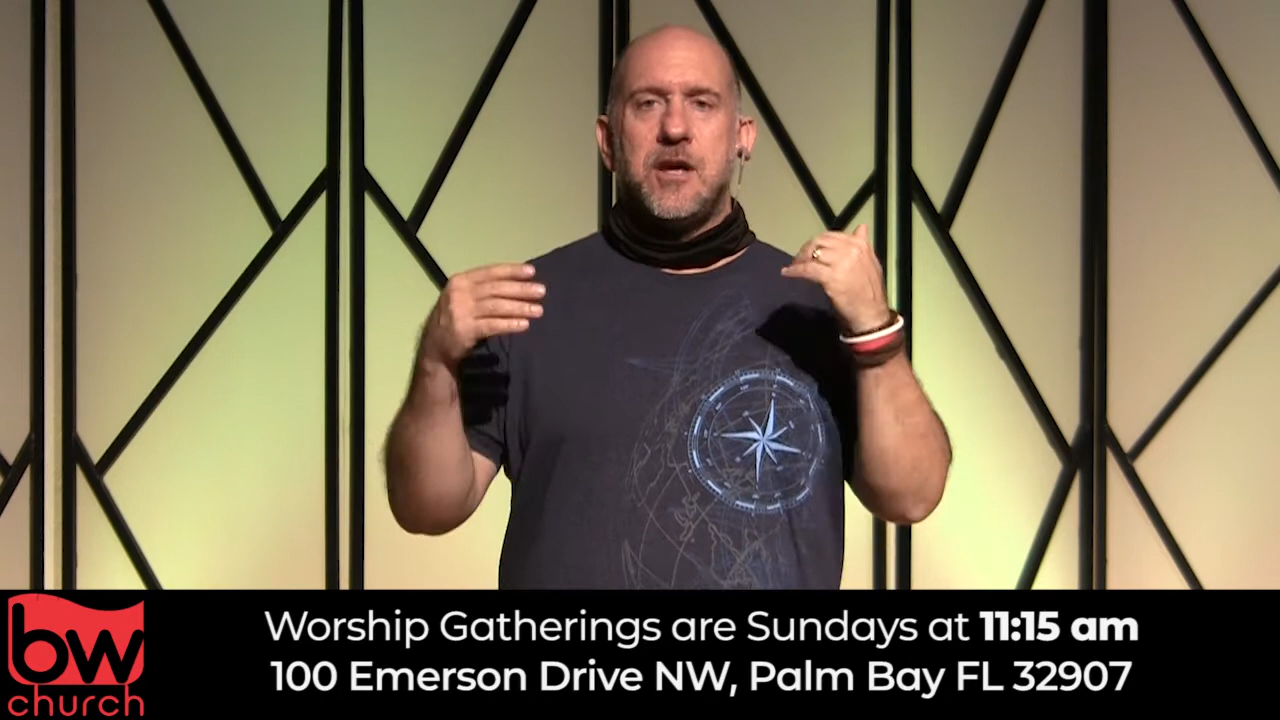 Worship Gatherings are Sundays at 11:15 am
100 Emerson Drive NW, Palm Bay FL 32907
bw
church